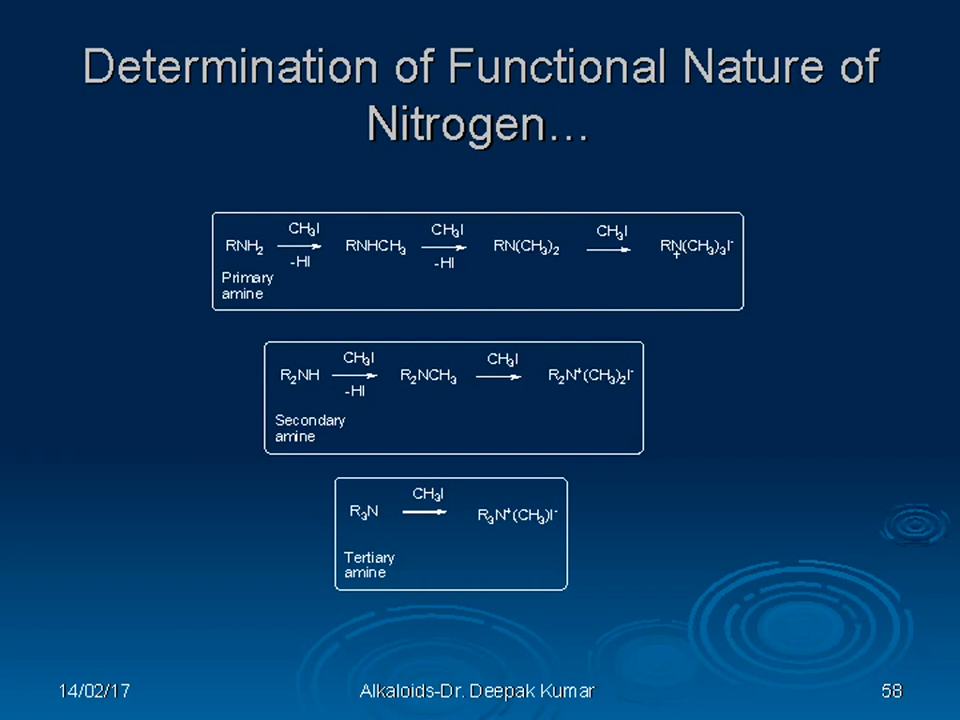 Determination of Functional Nature of
Nitrogen…
CH₃I CH₃I CH₃I
RNH₂ RNHCH₃ RN(CH₃)₂ RN(CH₃)₃I⁻
-HI -HI +
Primary
amine
CH₃I CH₃I
R₂NH R₂NCH₃ R₂N⁺(CH₃)₂I⁻
-HI
Secondary
amine
CH₃I
R₃N R₃N⁺(CH₃)I⁻
Tertiary
amine
14/02/17 Alkaloids-Dr. Deepak Kumar 58